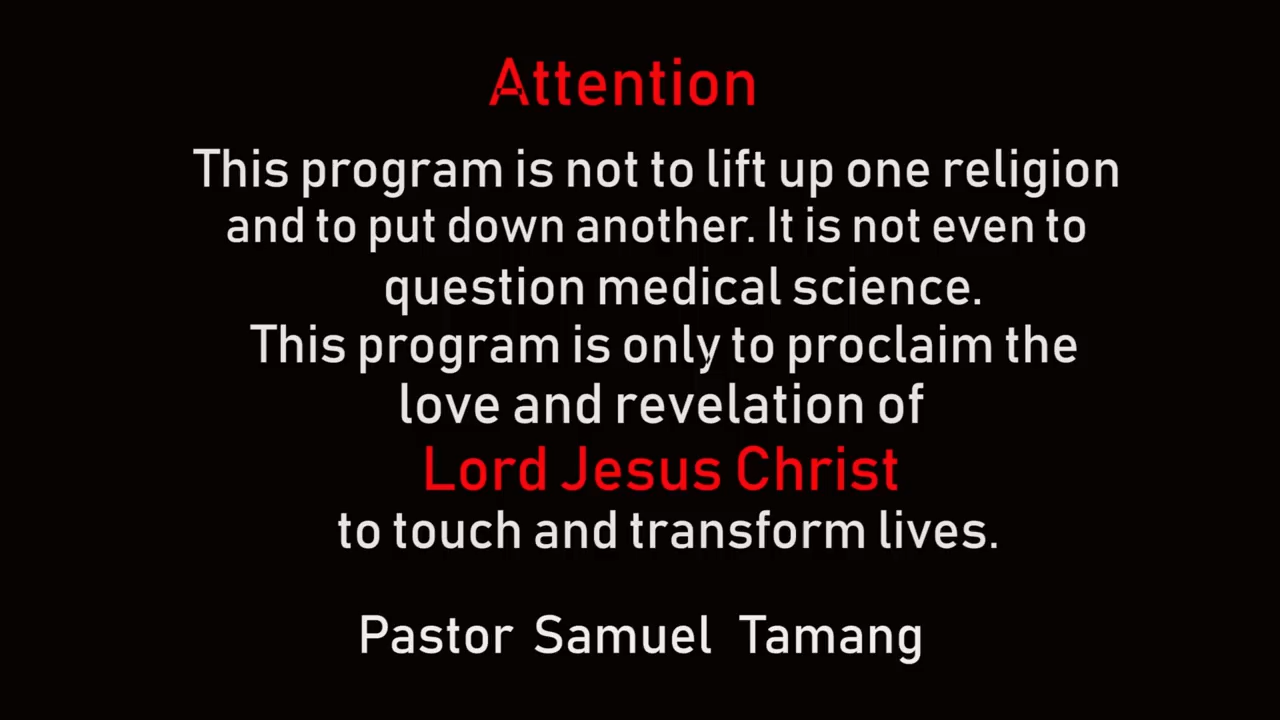 Attention
This program is not to lift up one religion
and to put down another. It is not even to
question medical science.
This program is only to proclaim the
love and revelation of
Lord Jesus Christ
to touch and transform lives.
Pastor Samuel Tamang